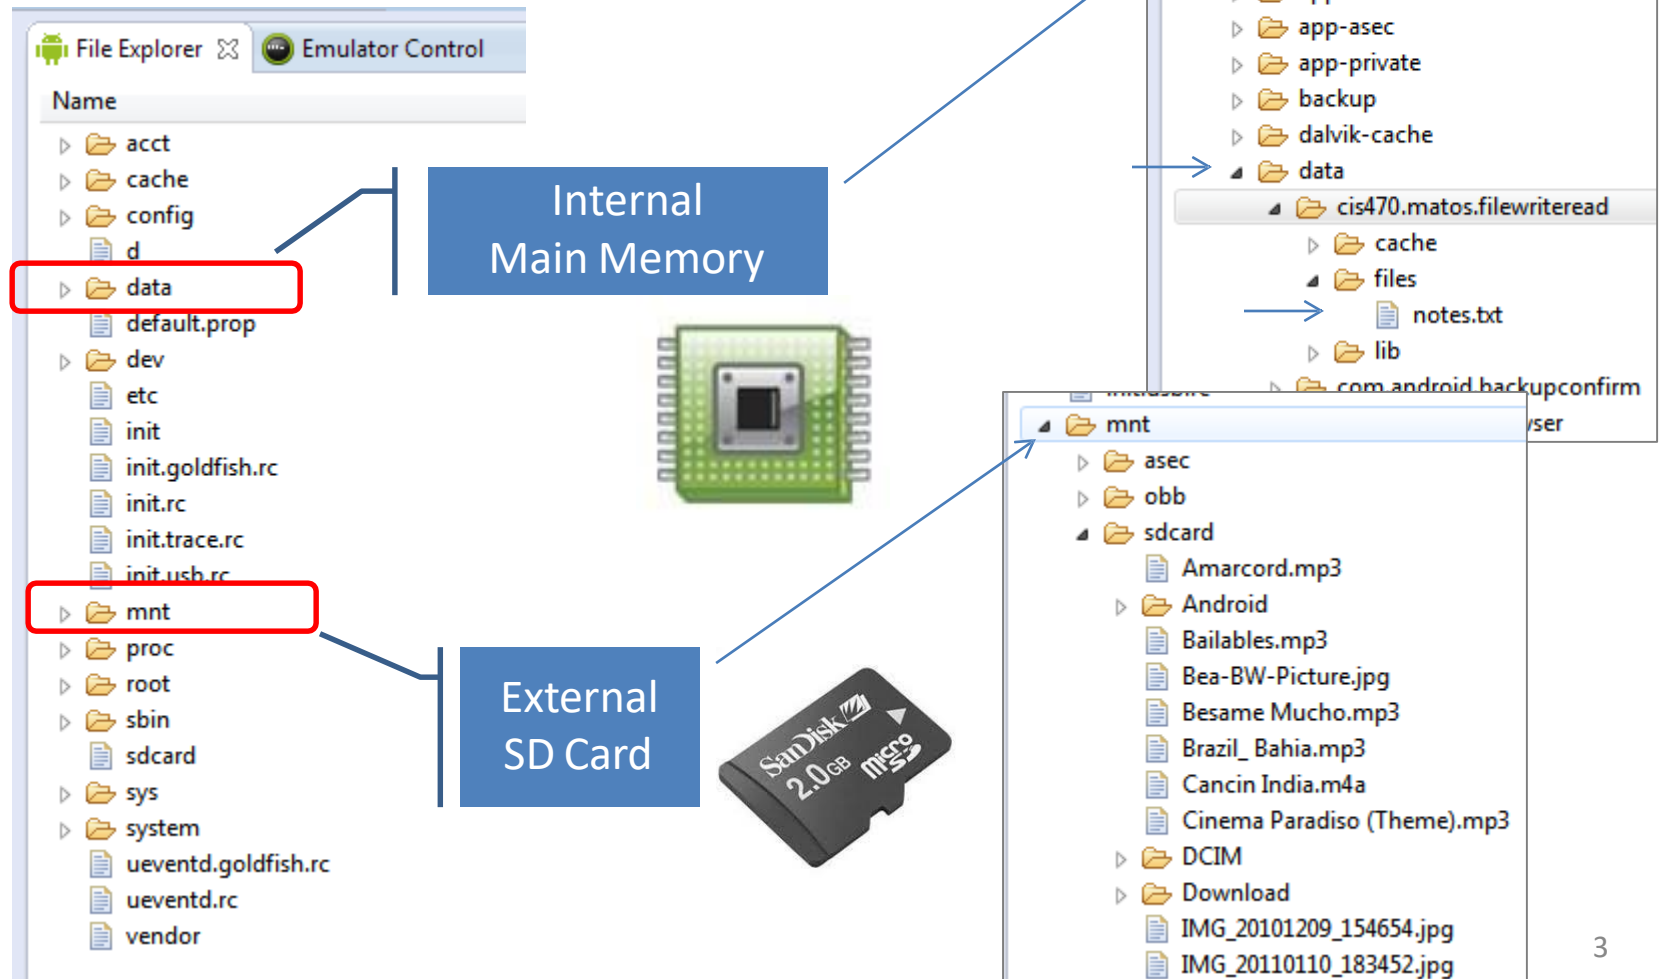 File Explorer
Emulator Control
Name
acct
cache
config
d
data
default.prop
dev
etc
init
init.goldfish.rc
init.rc
init.trace.rc
init.usb.rc
mnt
proc
root
sbin
sdcard
sys
system
ueventd.goldfish.rc
ueventd.rc
vendor
Internal
Main Memory
External
SD Card
SanDisk
2.0GB micro
SD
app-asec
app-private
backup
dalvik-cache
data
cis470.matos.filewriteread
cache
files
notes.txt
lib
com.android.backupconfirm
mnt
asec
obb
sdcard
Amarcord.mp3
Android
Bailables.mp3
Bea-BW-Picture.jpg
Besame Mucho.mp3
Brazil_ Bahia.mp3
Cancin India.m4a
Cinema Paradiso (Theme).mp3
DCIM
Download
IMG_20101209_154654.jpg
IMG_20110110_183452.jpg
3